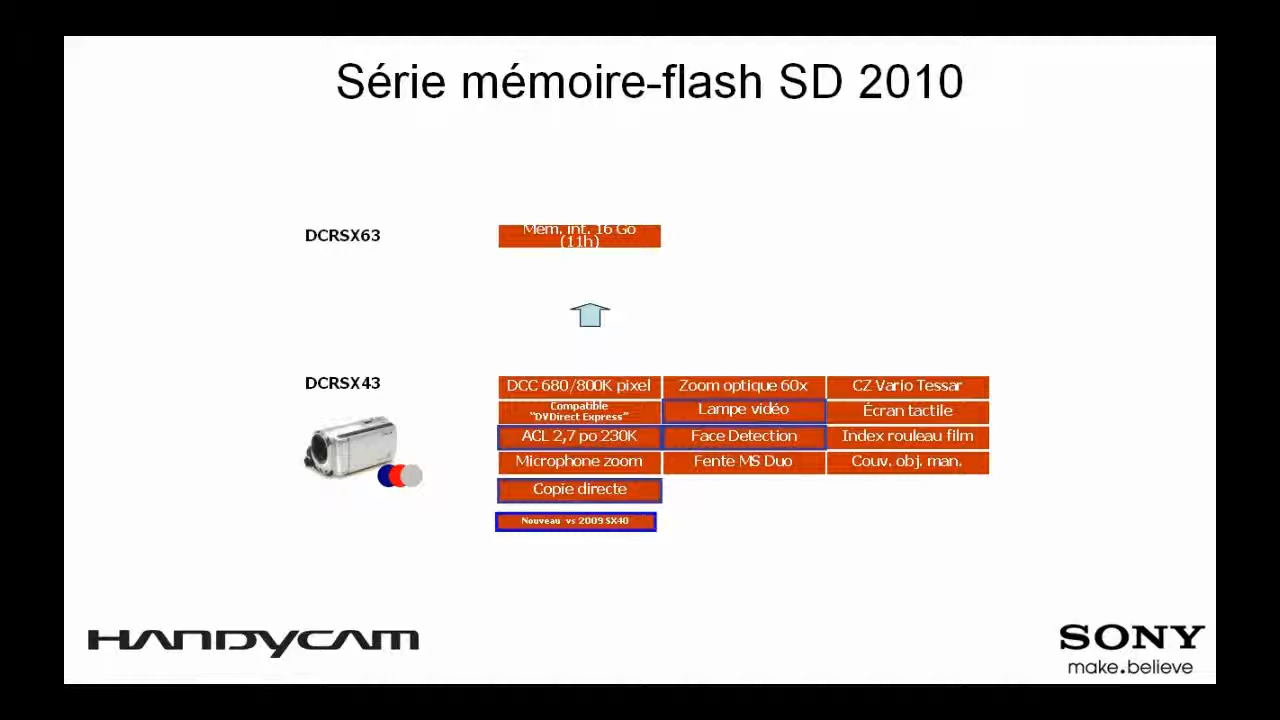 Série mémoire-flash SD 2010
DCRSX63
Mem. int. 16 Go
(11h)
DCRSX43
DCC 680/800K pixel
Zoom optique 60x
CZ Vario Tessar
Compatible
"DVDirect Express"
Lampe vidéo
Écran tactile
ACL 2,7 po 230K
Face Detection
Index rouleau film
Microphone zoom
Fente MS Duo
Couv. obj. man.
Copie directe
Nouveau vs 2009 SX40
HANDYCAM
SONY
make.believe